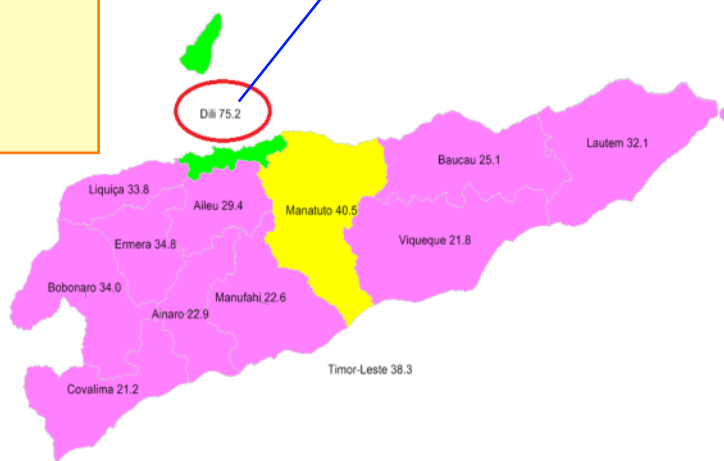 Dili 75.2
Lautem 32.1
Baucau 25.1
Liquiça 33.8
Aileu 29.4
Manatuto 40.5
Ermera 34.8
Viqueque 21.8
Bobonaro 34.0
Manufahi 22.6
Ainaro 22.9
Timor-Leste 38.3
Covalima 21.2